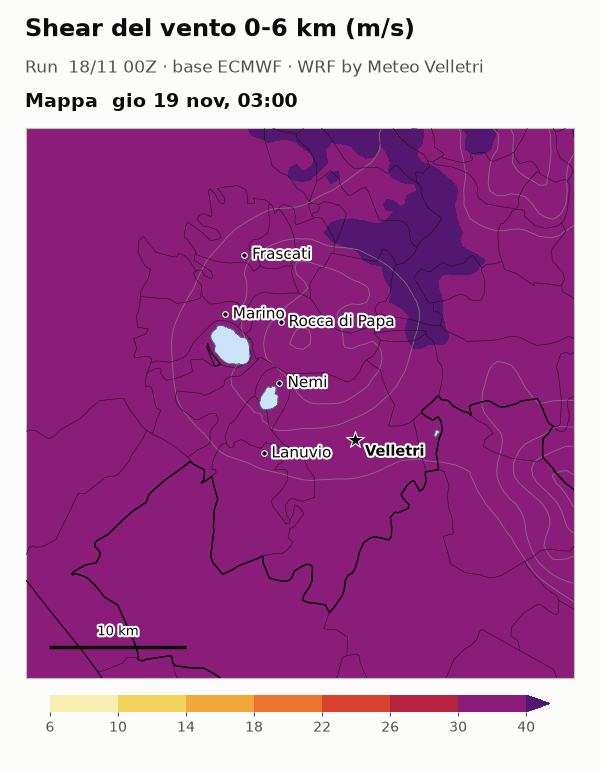 Shear del vento 0-6 km (m/s)
Run  18/11 00Z · base ECMWF · WRF by Meteo Velletri
Mappa  gio 19 nov, 03:00
Frascati
Marino
Rocca di Papa
Nemi
Velletri
Lanuvio
10 km
6 10 14 18 22 26 30 40